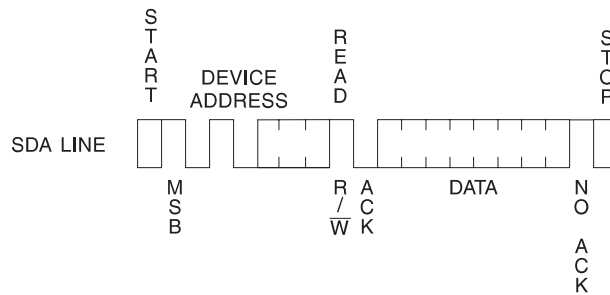 START
READ
STOP
DEVICE
ADDRESS
SDA LINE
MSB
R/W
ACK
DATA
NO ACK